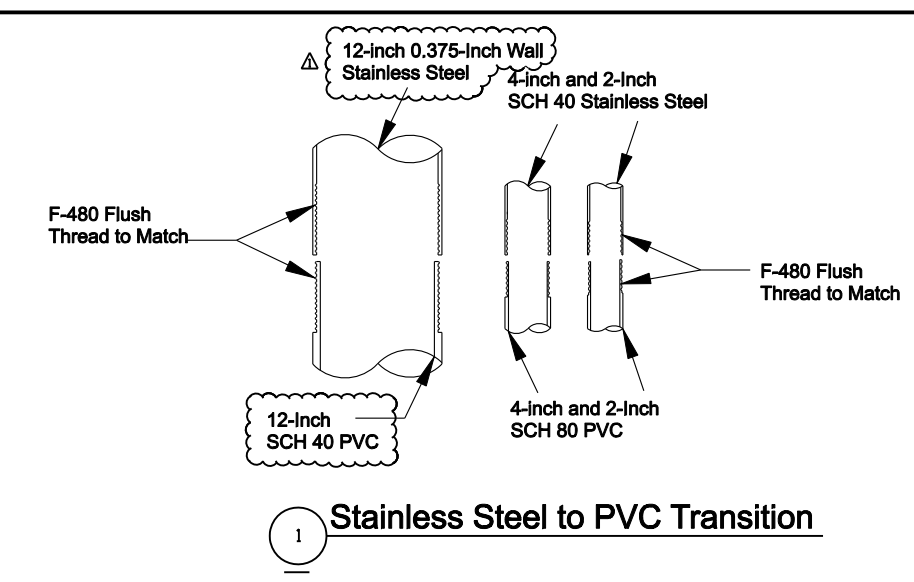 1
12-inch 0.375-Inch Wall
Stainless Steel
4-inch and 2-Inch
SCH 40 Stainless Steel
F-480 Flush
Thread to Match
F-480 Flush
Thread to Match
12-Inch
SCH 40 PVC
4-inch and 2-Inch
SCH 80 PVC
1
Stainless Steel to PVC Transition